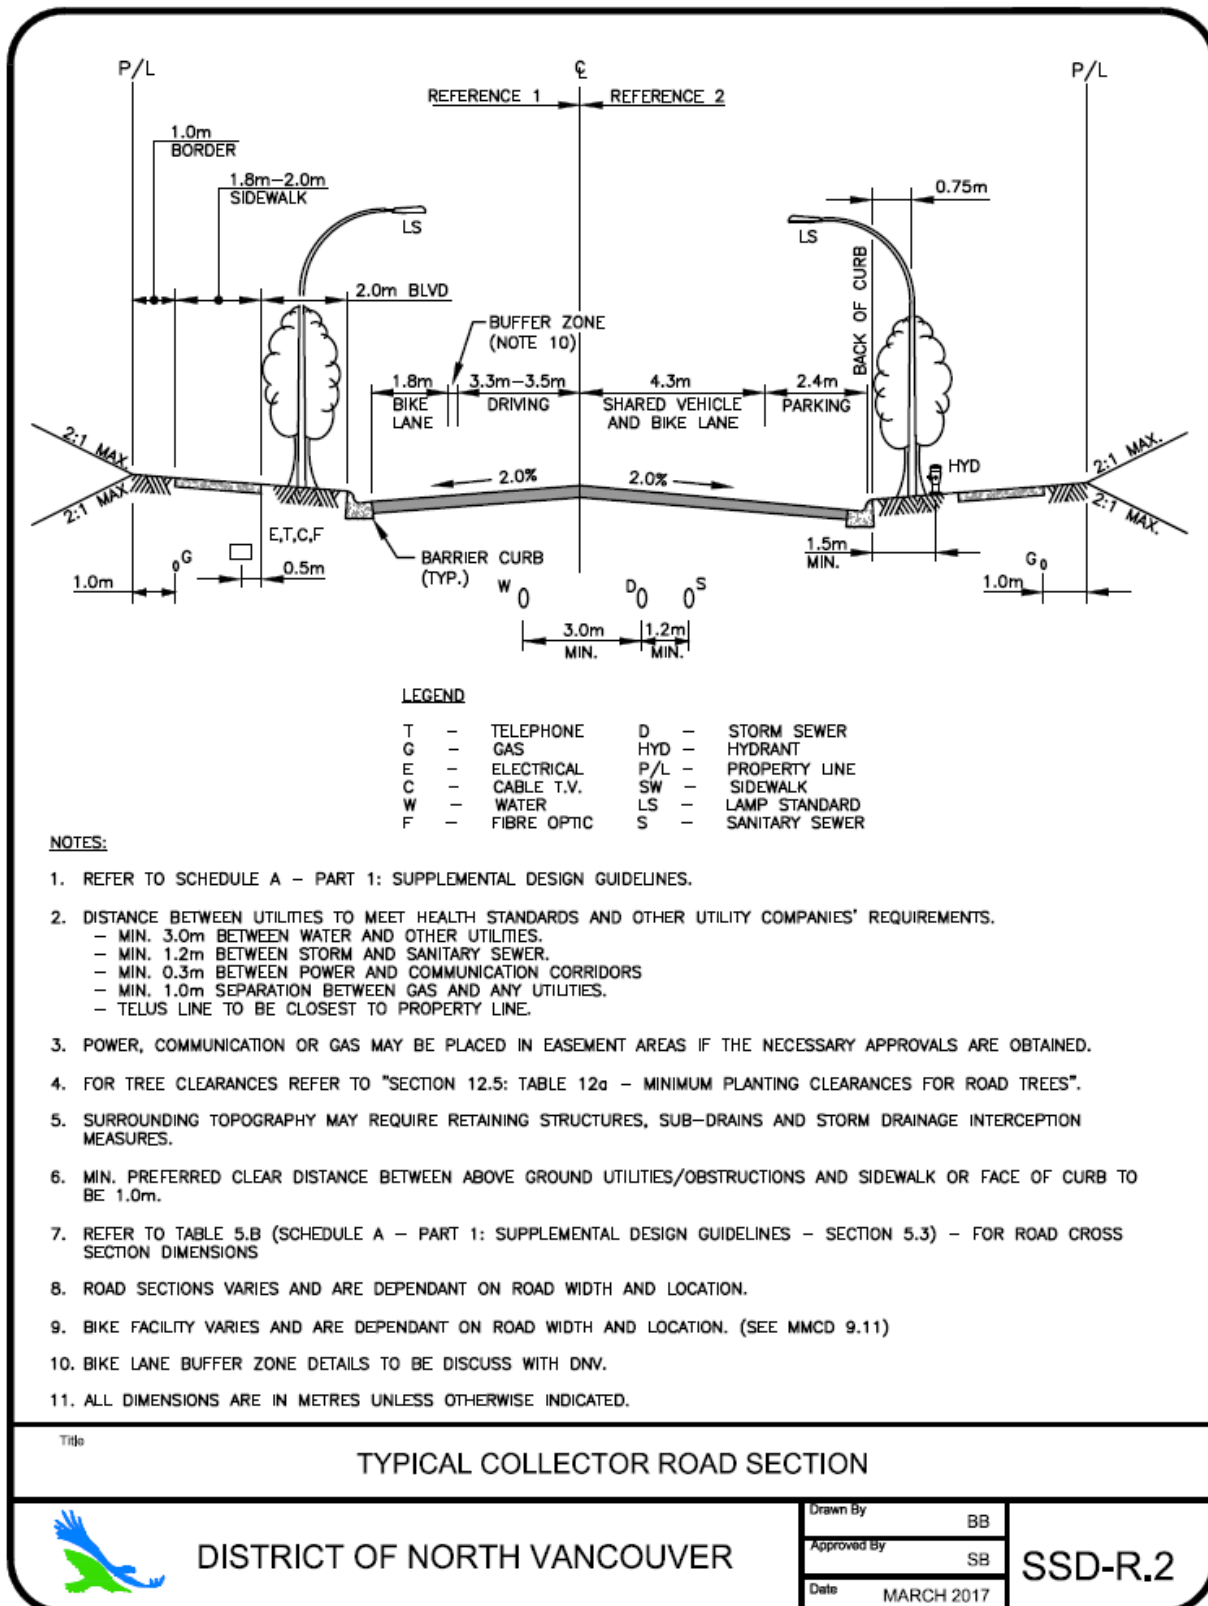 P/L
℄
P/L
REFERENCE 1
REFERENCE 2
1.0m
BORDER
1.8m–2.0m
SIDEWALK
0.75m
LS
LS
BACK OF CURB
2.0m BLVD
BUFFER ZONE
(NOTE 10)
1.8m
BIKE
LANE
3.3m–3.5m
DRIVING
4.3m
SHARED VEHICLE
AND BIKE LANE
2.4m
PARKING
2:1 MAX.
2:1 MAX.
2.0%
2.0%
HYD
2:1 MAX.
2:1 MAX.
E,T,C,F
G
0.5m
1.0m
BARRIER CURB
(TYP.)
1.5m
MIN.
G
1.0m
W
D
S
3.0m
MIN.
1.2m
MIN.
LEGEND
T – TELEPHONE D – STORM SEWER
G – GAS HYD – HYDRANT
E – ELECTRICAL P/L – PROPERTY LINE
C – CABLE T.V. SW – SIDEWALK
W – WATER LS – LAMP STANDARD
F – FIBRE OPTIC S – SANITARY SEWER
NOTES:
1. REFER TO SCHEDULE A – PART 1: SUPPLEMENTAL DESIGN GUIDELINES.
2. DISTANCE BETWEEN UTILITIES TO MEET HEALTH STANDARDS AND OTHER UTILITY COMPANIES' REQUIREMENTS.
– MIN. 3.0m BETWEEN WATER AND OTHER UTILITIES.
– MIN. 1.2m BETWEEN STORM AND SANITARY SEWER.
– MIN. 0.3m BETWEEN POWER AND COMMUNICATION CORRIDORS
– MIN. 1.0m SEPARATION BETWEEN GAS AND ANY UTILITIES.
– TELUS LINE TO BE CLOSEST TO PROPERTY LINE.
3. POWER, COMMUNICATION OR GAS MAY BE PLACED IN EASEMENT AREAS IF THE NECESSARY APPROVALS ARE OBTAINED.
4. FOR TREE CLEARANCES REFER TO "SECTION 12.5: TABLE 12a – MINIMUM PLANTING CLEARANCES FOR ROAD TREES".
5. SURROUNDING TOPOGRAPHY MAY REQUIRE RETAINING STRUCTURES, SUB–DRAINS AND STORM DRAINAGE INTERCEPTION
MEASURES.
6. MIN. PREFERRED CLEAR DISTANCE BETWEEN ABOVE GROUND UTILITIES/OBSTRUCTIONS AND SIDEWALK OR FACE OF CURB TO
BE 1.0m.
7. REFER TO TABLE 5.B (SCHEDULE A – PART 1: SUPPLEMENTAL DESIGN GUIDELINES – SECTION 5.3) – FOR ROAD CROSS
SECTION DIMENSIONS
8. ROAD SECTIONS VARIES AND ARE DEPENDANT ON ROAD WIDTH AND LOCATION.
9. BIKE FACILITY VARIES AND ARE DEPENDANT ON ROAD WIDTH AND LOCATION. (SEE MMCD 9.11)
10. BIKE LANE BUFFER ZONE DETAILS TO BE DISCUSS WITH DNV.
11. ALL DIMENSIONS ARE IN METRES UNLESS OTHERWISE INDICATED.
Title
TYPICAL COLLECTOR ROAD SECTION
DISTRICT OF NORTH VANCOUVER
Drawn By
BB
Approved By
SB
Date
MARCH 2017
SSD-R.2